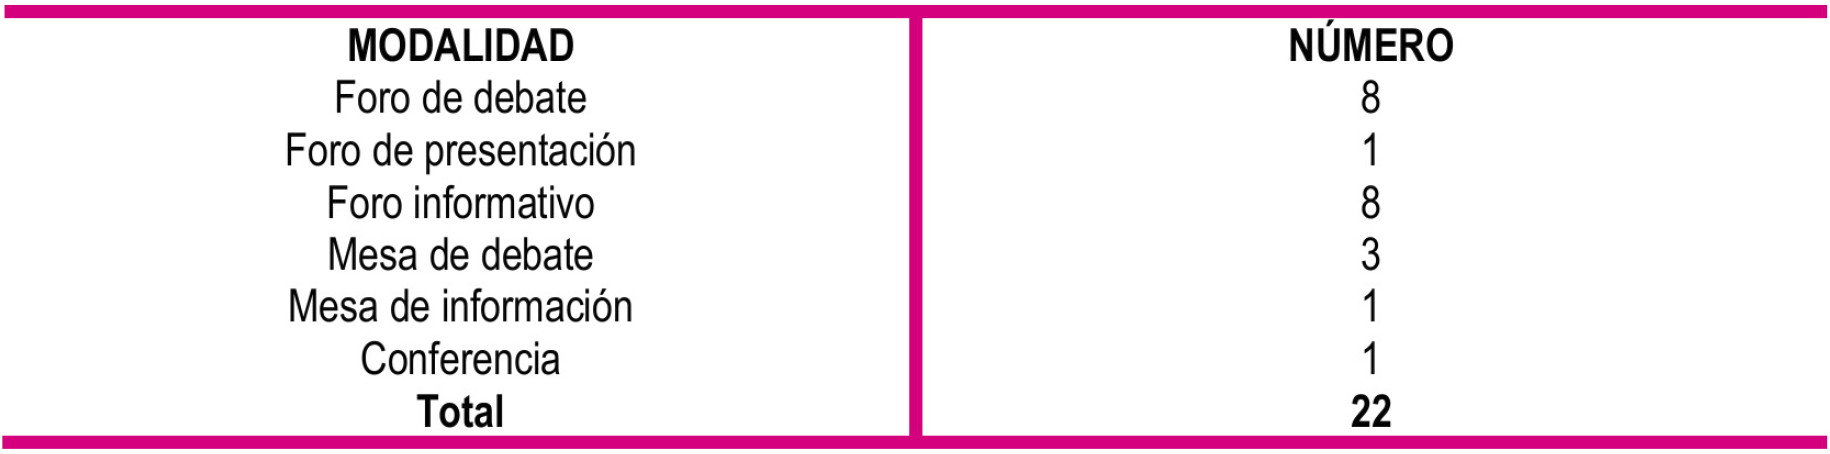 MODALIDAD NÚMERO
Foro de debate 8
Foro de presentación 1
Foro informativo 8
Mesa de debate 3
Mesa de información 1
Conferencia 1
Total 22